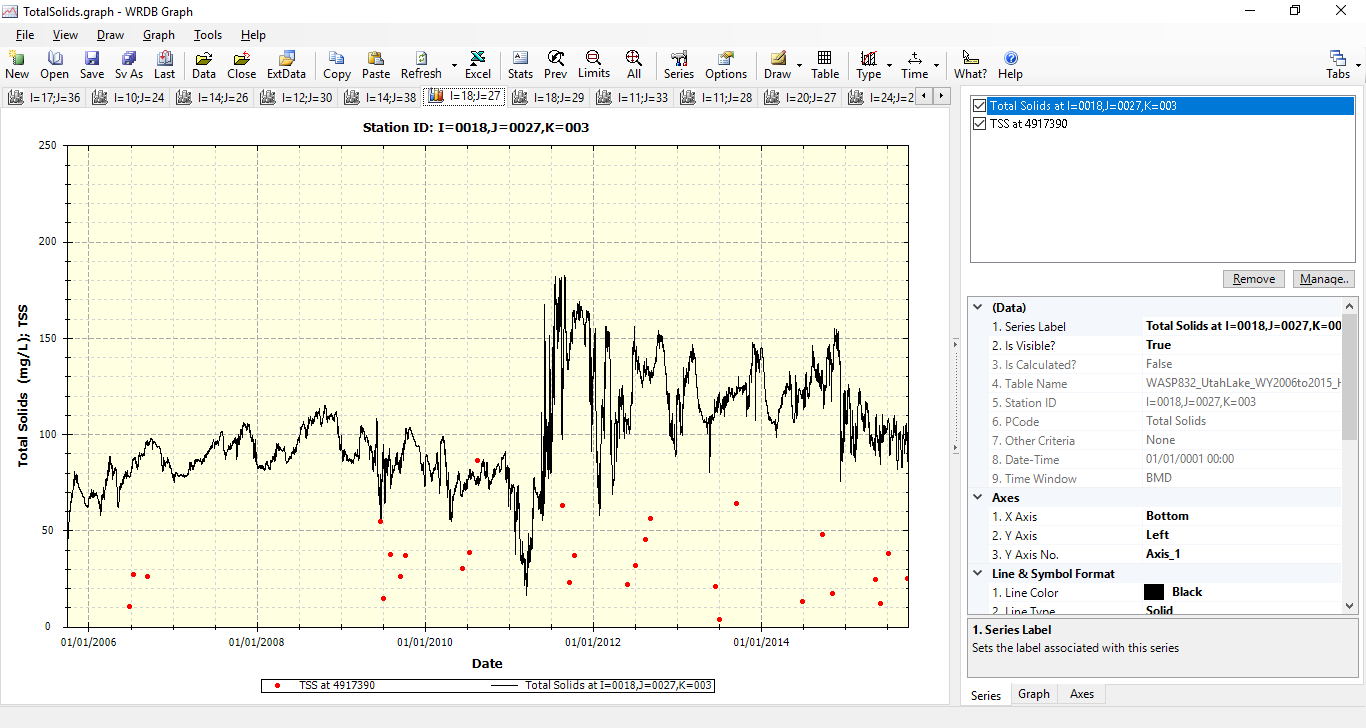 TotalSolids.graph - WRDB Graph
File View Draw Graph Tools Help
New Open Save Sv As Last Data Close ExtData Copy Paste Refresh Excel Stats Prev Limits All Series Options Draw Table Type Time What? Help Tabs
I=17;J=36 I=10;J=24 I=14;J=26 I=12;J=30 I=14;J=38 I=18;J=27 I=18;J=29 I=11;J=33 I=11;J=28 I=20;J=27 I=24;J=2
Station ID: I=0018,J=0027,K=003
250
200
150
100
50
0
Total Solids (mg/L); TSS
01/01/2006 01/01/2008 01/01/2010 01/01/2012 01/01/2014
Date
TSS at 4917390 Total Solids at I=0018,J=0027,K=003
Total Solids at I=0018,J=0027,K=003
TSS at 4917390
Remove Manage..
(Data)
1. Series Label Total Solids at I=0018,J=0027,K=00
2. Is Visible? True
3. Is Calculated? False
4. Table Name WASP832_UtahLake_WY2006to2015_H
5. Station ID I=0018,J=0027,K=003
6. PCode Total Solids
7. Other Criteria None
8. Date-Time 01/01/0001 00:00
9. Time Window BMD
Axes
1. X Axis Bottom
2. Y Axis Left
3. Y Axis No. Axis_1
Line & Symbol Format
1. Line Color Black
2. Line Type Solid
1. Series Label
Sets the label associated with this series
Series Graph Axes